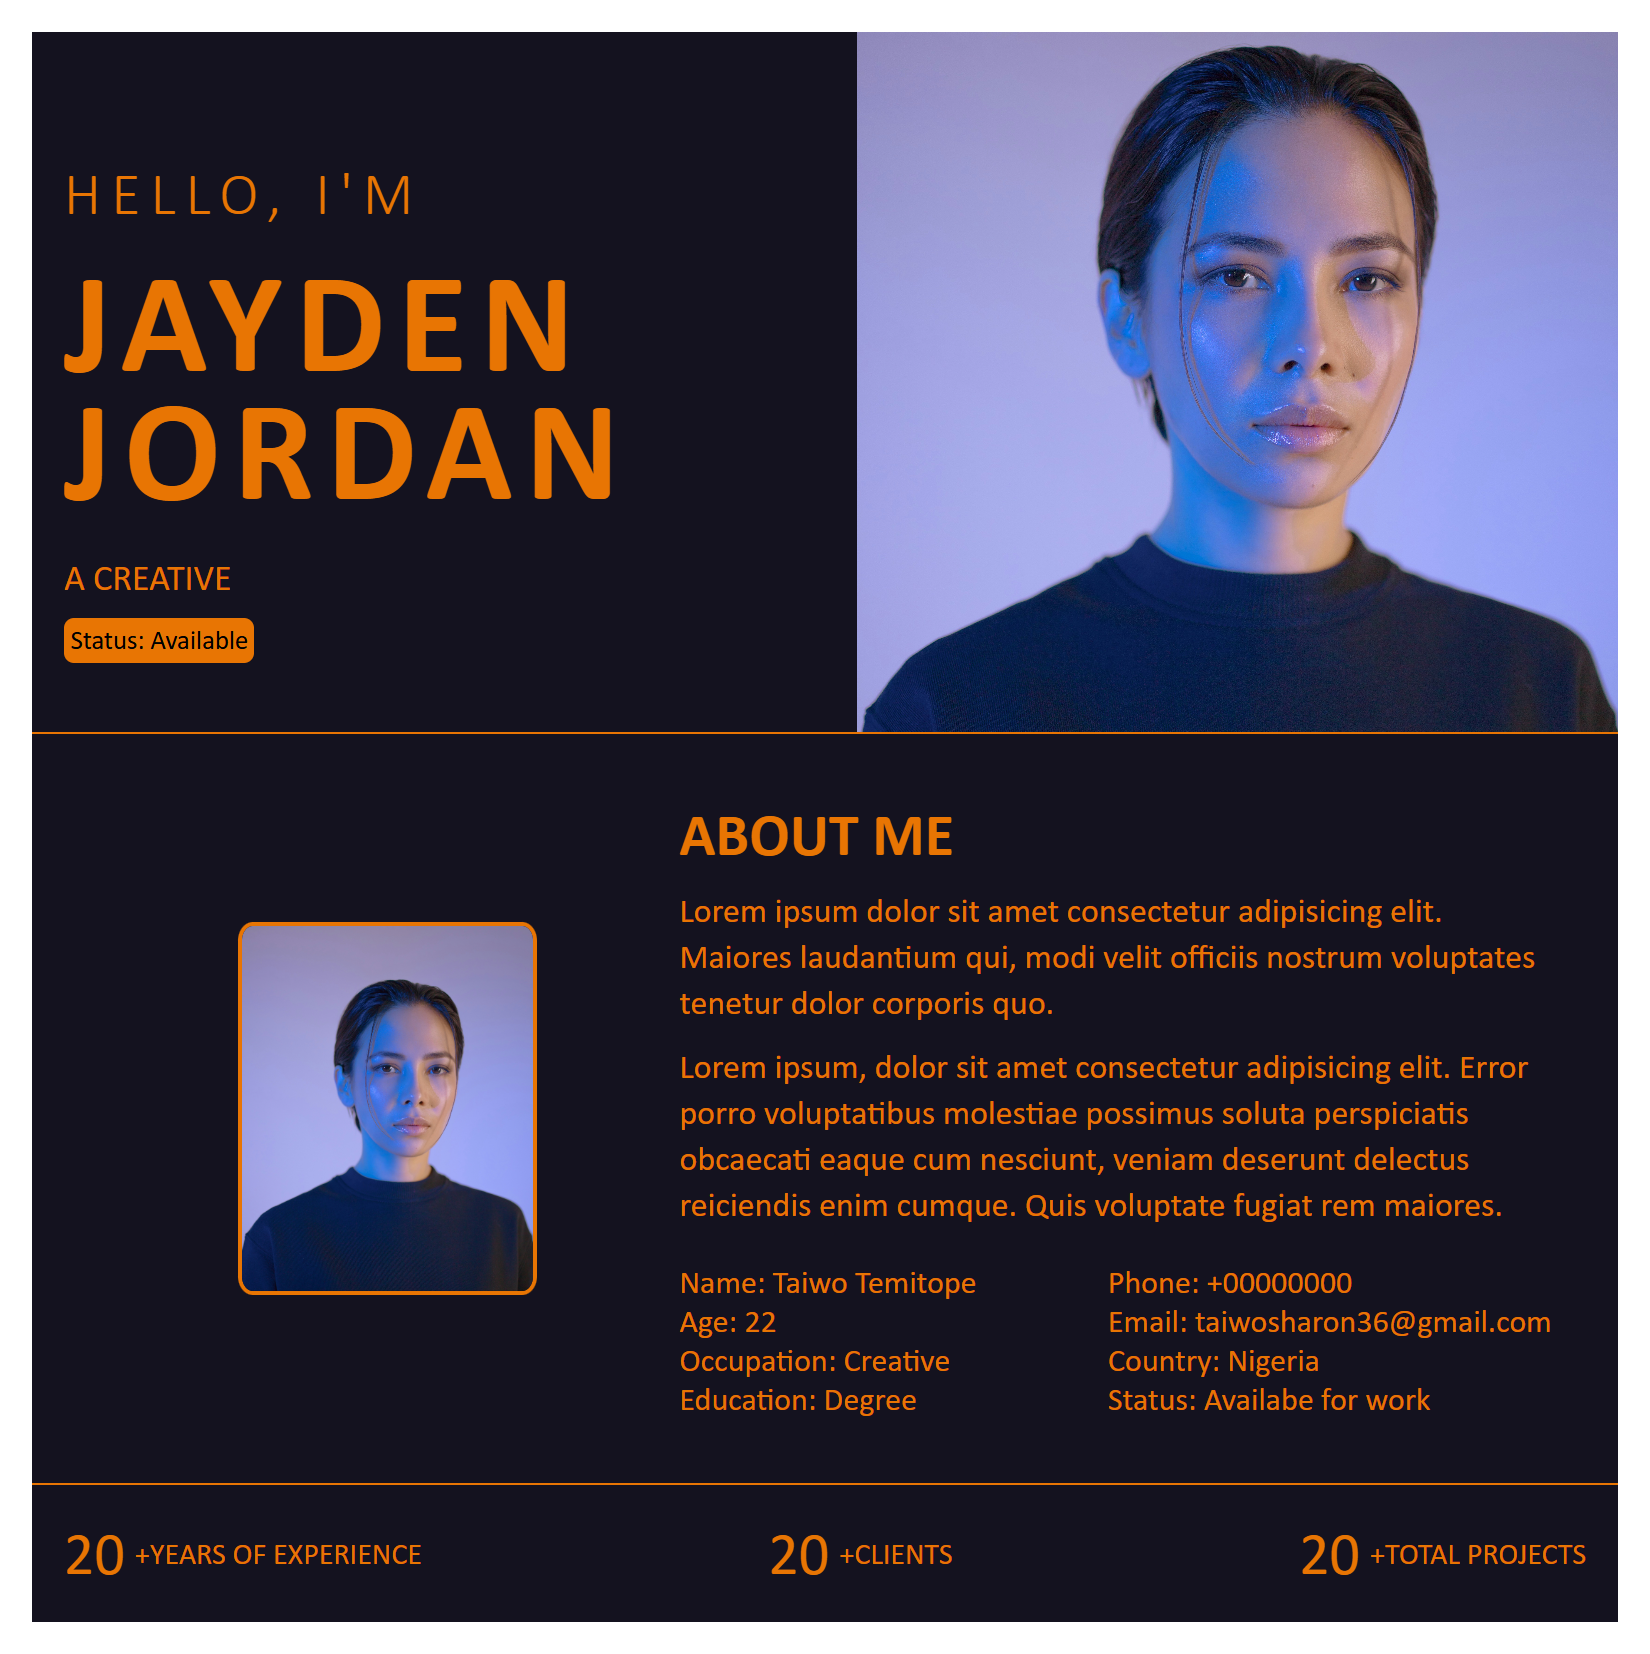 HELLO, I'M
JAYDEN
JORDAN
A CREATIVE
Status: Available
ABOUT ME
Lorem ipsum dolor sit amet consectetur adipisicing elit.
Maiores laudantium qui, modi velit officiis nostrum voluptates
tenetur dolor corporis quo.
Lorem ipsum, dolor sit amet consectetur adipisicing elit. Error
porro voluptatibus molestiae possimus soluta perspiciatis
obcaecati eaque cum nesciunt, veniam deserunt delectus
reiciendis enim cumque. Quis voluptate fugiat rem maiores.
Name: Taiwo Temitope
Age: 22
Occupation: Creative
Education: Degree
Phone: +00000000
Email: taiwosharon36@gmail.com
Country: Nigeria
Status: Availabe for work
20 +YEARS OF EXPERIENCE
20 +CLIENTS
20 +TOTAL PROJECTS